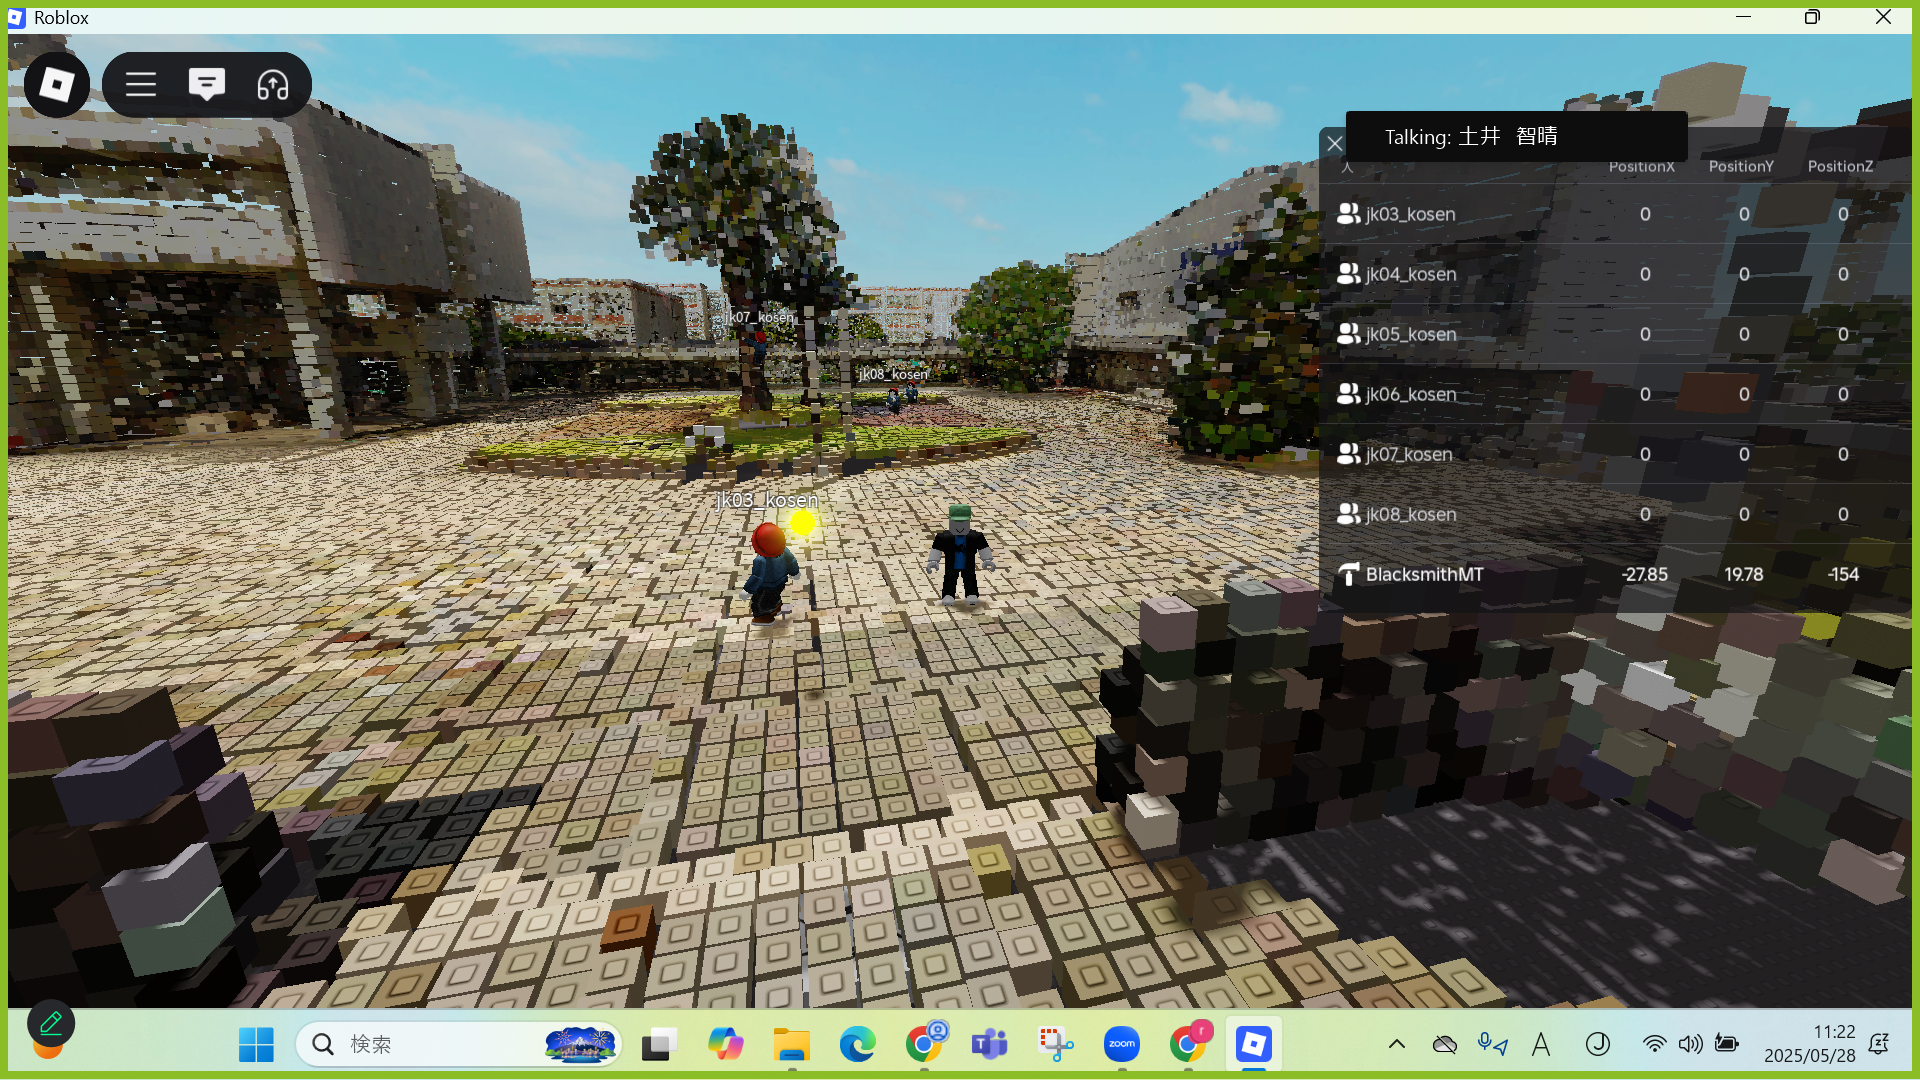 Roblox
Talking: 土井 智晴
人
PositionX PositionY PositionZ
jk03_kosen 0 0 0
jk04_kosen 0 0 0
jk05_kosen 0 0 0
jk06_kosen 0 0 0
jk07_kosen 0 0 0
jk08_kosen 0 0 0
BlacksmithMT -27.85 19.78 -154
jk07_kosen
jk08_kosen
jk03_kosen
検索
zoom
r
A
J
11:22
2025/05/28